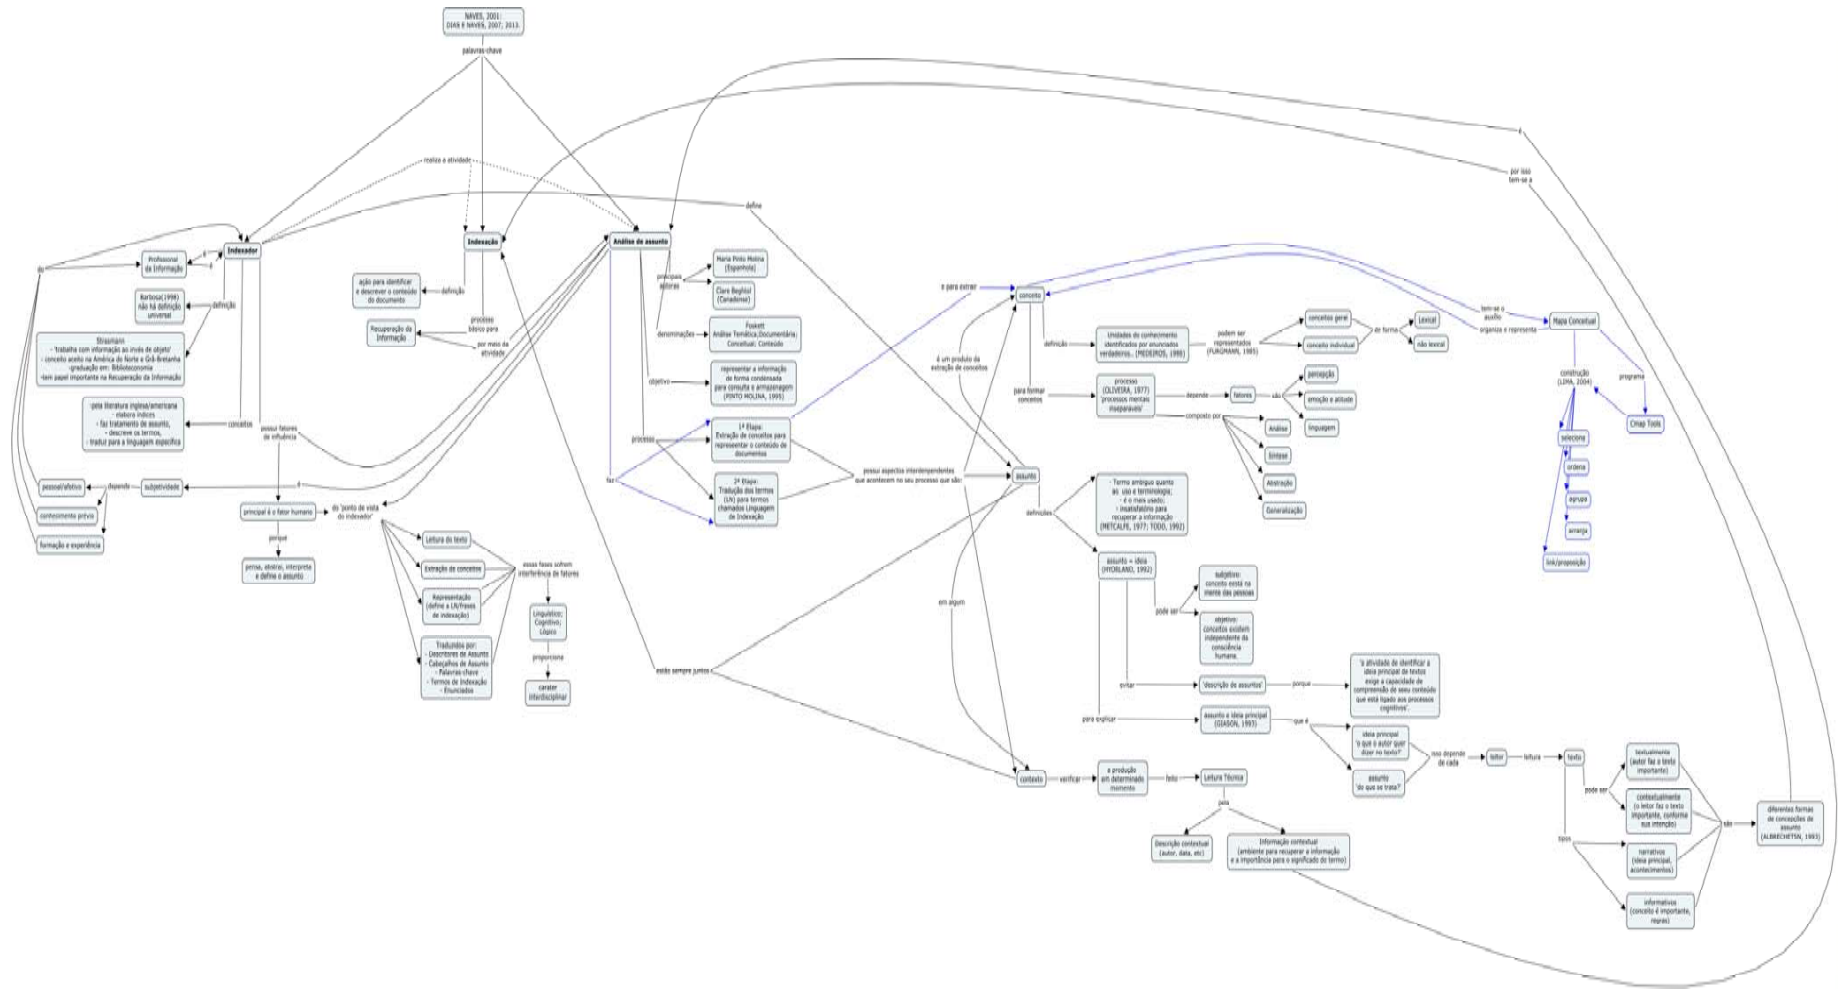 NAVES, 2001;
DIAS E NAVES, 2007; 2013.
palavras-chave
realiza a atividade
define
é
por isso
tem-se a
Indexador
Indexação
Análise de assunto
do
Profissional
da Informação
é
é
Barbosa(1998)
não há definição
universal
definição
- 'trabalha com informação ao invés de objeto'
- conceito aceito na América do Norte e Grã-Bretanha
-graduação em: Biblioteconomia
-tem papel importante na Recuperação da Informação
-pela literatura inglesa/americana
- elabora índices
- faz tratamento de assunto,
- descreve os termos,
- traduz para a linguagem específica
conceitos
possui fatores
de influência
pessoal/afetivo
depende
subjetividade
é
conhecimento prévio
formação e experiência
principal é o fator humano
do 'ponto de vista
do indexador'
porque
pensa, abstrai, interpreta
e define o assunto
ação para identificar
e descrever o conteúdo
do documento
definição
Recuperação da
Informação
processo
básico para
por meio da
atividade
Leitura do texto
Extração de conceitos
Representação
(define a LN/frases
de indexação)
Traduzidos por:
- Descritores de Assunto
- Cabeçalhos de Assunto
- Palavras-chave
- Termos de Indexação
- Enunciados
essas fases sofrem
interferência de fatores
Linguístico;
Cognitivo;
Lógico
proporciona
carater
interdisciplinar
principais
autoras
Maria Pinto Molina
(Espanhola)
Clare Beghtol
(Canadense)
denominações
Foskett
Análise Temática;Documentária;
Conceitual; Conteúdo
objetivo
representar a informação
de forma condensada
para consulta e armazenagem
(PINTO MOLINA, 1995)
processo
faz
1ª Etapa:
Extração de conceitos para
representar o conteúdo de
documentos
2ª Etapa:
Tradução dos termos
(LN) para termos
chamados Linguagem
de Indexação
possui aspectos interdependentes
que acontecem no seu processo que são:
e para extrair
conceito
é um produto da
extração de conceitos
definição
Unidades do conhecimento
identificados por enunciados
verdadeiros.. (MEDEIROS, 1986)
podem ser
representados
(FURGMANN, 1985)
conceitos geral
conceito individual
de forma
Lexical
não lexical
para formar
conceitos
processo
(OLIVEIRA, 1977)
'processos mentais
inseparáveis'
depende
fatores
são
percepção
emoção e atitude
linguagem
composto por
Análise
Síntese
Abstração
Generalização
tem-se o
auxílio
organiza e representa
Mapa Conceitual
construção
(LIMA, 2004)
programa
Cmap Tools
seleciona
ordena
agrupa
arranja
link/proposição
assunto
definições
- Termo ambíguo quanto
ao uso e terminologia;
- é o mais usado;
- insatisfatório para
recuperar a informação
(METCALFE, 1977; TODD, 1992)
assunto = ideia
(HYORLAND, 1992)
pode ser
subjetivo:
conceito existi na
mente das pessoas
objetivo:
conceitos existem
independente da
consciência
humana.
em algum
estão sempre juntos
evitar
'descrição de assuntos'
porque
'a atividade de identificar a
ideia principal de textos
exige a capacidade de
compreensão de seeu conteúdo
que está ligado aos processos
cognitivos'.
para explicar
assunto e ideia principal
(GIASON, 1993)
que é
ideia principal
'o que o autor quer
dizer no texto?'
assunto
'do que se trata?'
isso depende
de cada
leitor
leitura
texto
pode ser
textualmente
(autor faz o texto
importante)
contextualmente
(o leitor faz o texto
importante, conforme
sua intenção)
tipos
narrativos
(ideia principal,
acontecimentos)
informativos
(conceito é importante,
regras)
são
diferentes formas
de concepções de
assunto
(ALBRECHETSN, 1993)
contexto
verificar
a produção
em determinado
momento
feito
Leitura Técnica
pela
Descrição contextual
(autor, data, etc)
Informação contextual
(ambiente para recuperar a informação
e a importância para o significado do termo)